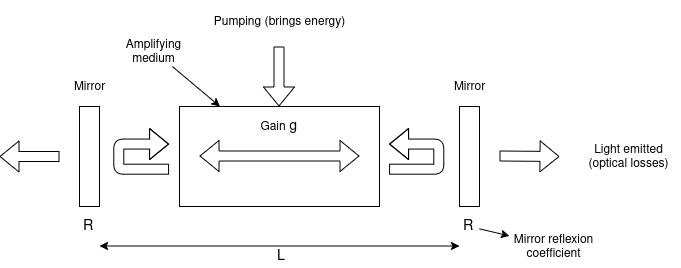 Pumping (brings energy)
Amplifying
medium
Mirror
Mirror
Gain g
Light emitted
(optical losses)
R
R
Mirror reflexion
coefficient
L